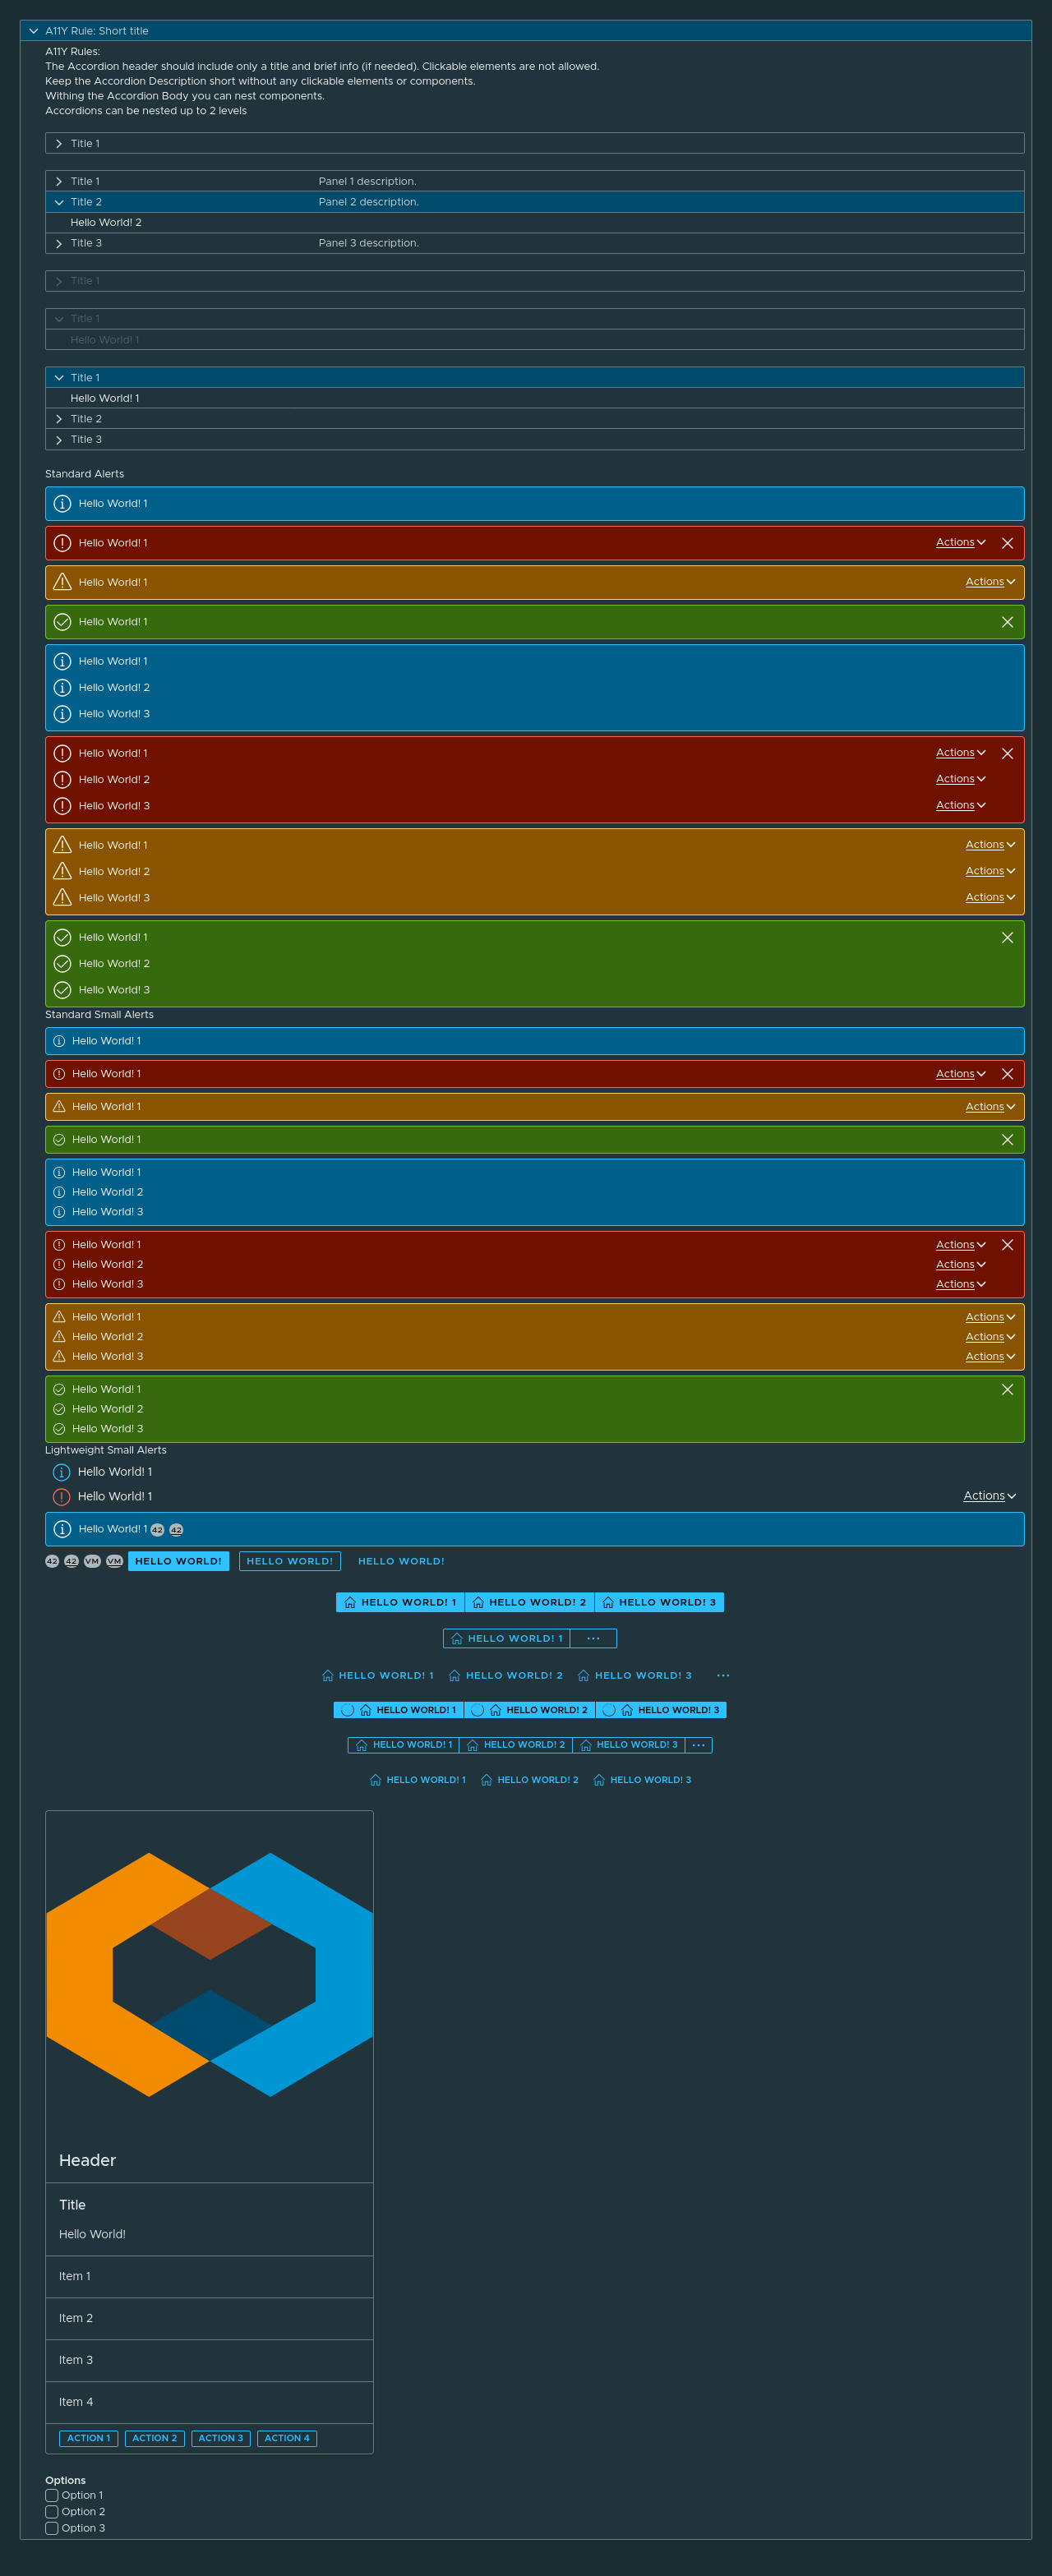 A11Y Rule: Short title
A11Y Rules:
The Accordion header should include only a title and brief info (if needed). Clickable elements are not allowed.
Keep the Accordion Description short without any clickable elements or components.
Withing the Accordion Body you can nest components.
Accordions can be nested up to 2 levels
Title 1
Title 1 Panel 1 description.
Title 2 Panel 2 description.
Hello World! 2
Title 3 Panel 3 description.
Title 1
Title 1
Hello World! 1
Title 1
Hello World! 1
Title 2
Title 3
Standard Alerts
Hello World! 1
Hello World! 1 Actions
Hello World! 1 Actions
Hello World! 1
Hello World! 1
Hello World! 2
Hello World! 3
Hello World! 1 Actions
Hello World! 2 Actions
Hello World! 3 Actions
Hello World! 1 Actions
Hello World! 2 Actions
Hello World! 3 Actions
Hello World! 1
Hello World! 2
Hello World! 3
Standard Small Alerts
Hello World! 1
Hello World! 1 Actions
Hello World! 1 Actions
Hello World! 1
Hello World! 1
Hello World! 2
Hello World! 3
Hello World! 1 Actions
Hello World! 2 Actions
Hello World! 3 Actions
Hello World! 1 Actions
Hello World! 2 Actions
Hello World! 3 Actions
Hello World! 1
Hello World! 2
Hello World! 3
Lightweight Small Alerts
Hello World! 1
Hello World! 1 Actions
Hello World! 1 42 42
42 42 VM VM HELLO WORLD! HELLO WORLD! HELLO WORLD!
HELLO WORLD! 1 HELLO WORLD! 2 HELLO WORLD! 3
HELLO WORLD! 1 ...
HELLO WORLD! 1 HELLO WORLD! 2 HELLO WORLD! 3 ...
HELLO WORLD! 1 HELLO WORLD! 2 HELLO WORLD! 3
HELLO WORLD! 1 HELLO WORLD! 2 HELLO WORLD! 3 ...
HELLO WORLD! 1 HELLO WORLD! 2 HELLO WORLD! 3
Header
Title
Hello World!
Item 1
Item 2
Item 3
Item 4
ACTION 1 ACTION 2 ACTION 3 ACTION 4
Options
Option 1
Option 2
Option 3